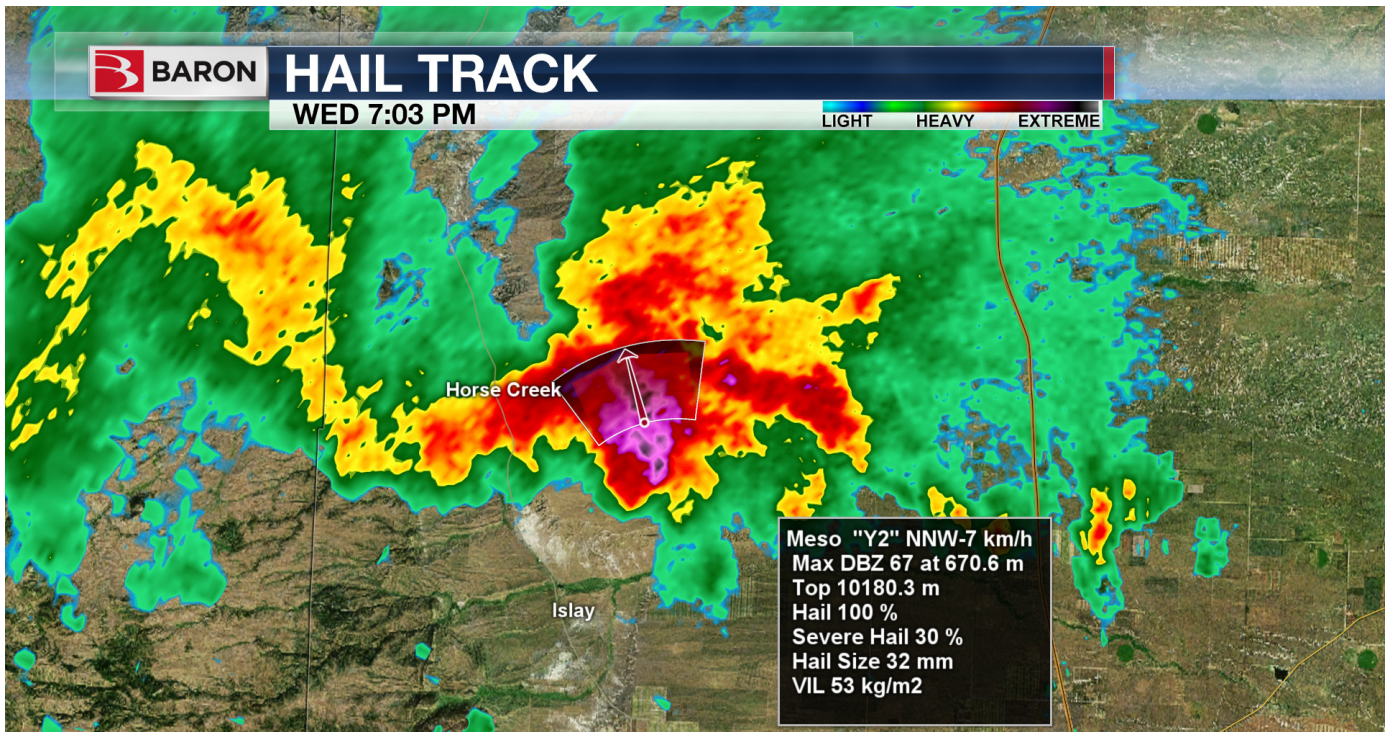 BARON
HAIL TRACK
WED 7:03 PM
LIGHT HEAVY EXTREME
Horse Creek
Islay
Meso "Y2" NNW-7 km/h
Max DBZ 67 at 670.6 m
Top 10180.3 m
Hail 100 %
Severe Hail 30 %
Hail Size 32 mm
VIL 53 kg/m2